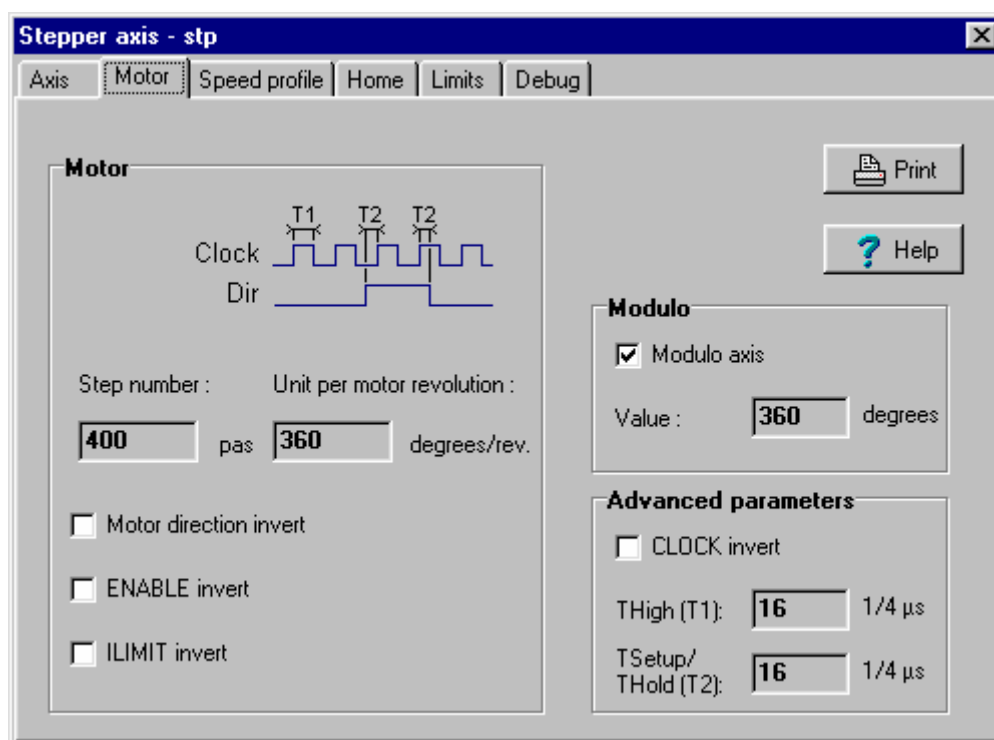 Stepper axis - stp
Axis Motor Speed profile Home Limits Debug
Motor
T1 T2 T2
Clock
Dir
Step number : Unit per motor revolution :
400 pas 360 degrees/rev.
Motor direction invert
ENABLE invert
ILIMIT invert
Print
? Help
Modulo
Modulo axis
Value : 360 degrees
Advanced parameters
CLOCK invert
THigh (T1): 16 1/4 µs
TSetup/
THold (T2): 16 1/4 µs